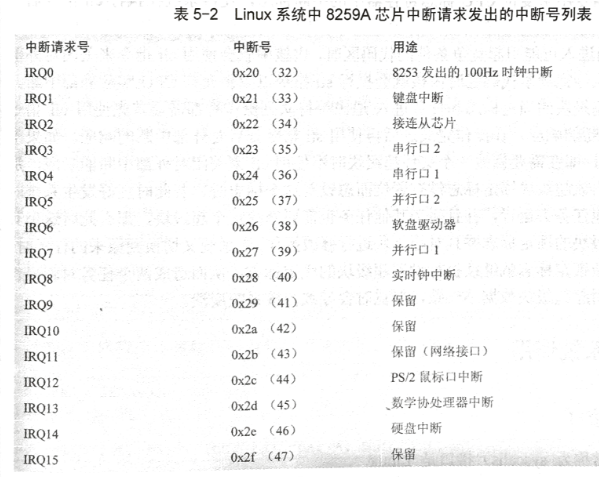 表 5-2 Linux 系统中 8259A 芯片中断请求发出的中断号列表
中断请求号 中断号 用途
IRQ0 0x20 (32) 8253 发出的 100Hz 时钟中断
IRQ1 0x21 (33) 键盘中断
IRQ2 0x22 (34) 接连从芯片
IRQ3 0x23 (35) 串行口 2
IRQ4 0x24 (36) 串行口 1
IRQ5 0x25 (37) 并行口 2
IRQ6 0x26 (38) 软盘驱动器
IRQ7 0x27 (39) 并行口 1
IRQ8 0x28 (40) 实时钟中断
IRQ9 0x29 (41) 保留
IRQ10 0x2a (42) 保留
IRQ11 0x2b (43) 保留(网络接口)
IRQ12 0x2c (44) PS/2 鼠标口中断
IRQ13 0x2d (45) 数学协处理器中断
IRQ14 0x2e (46) 硬盘中断
IRQ15 0x2f (47) 保留